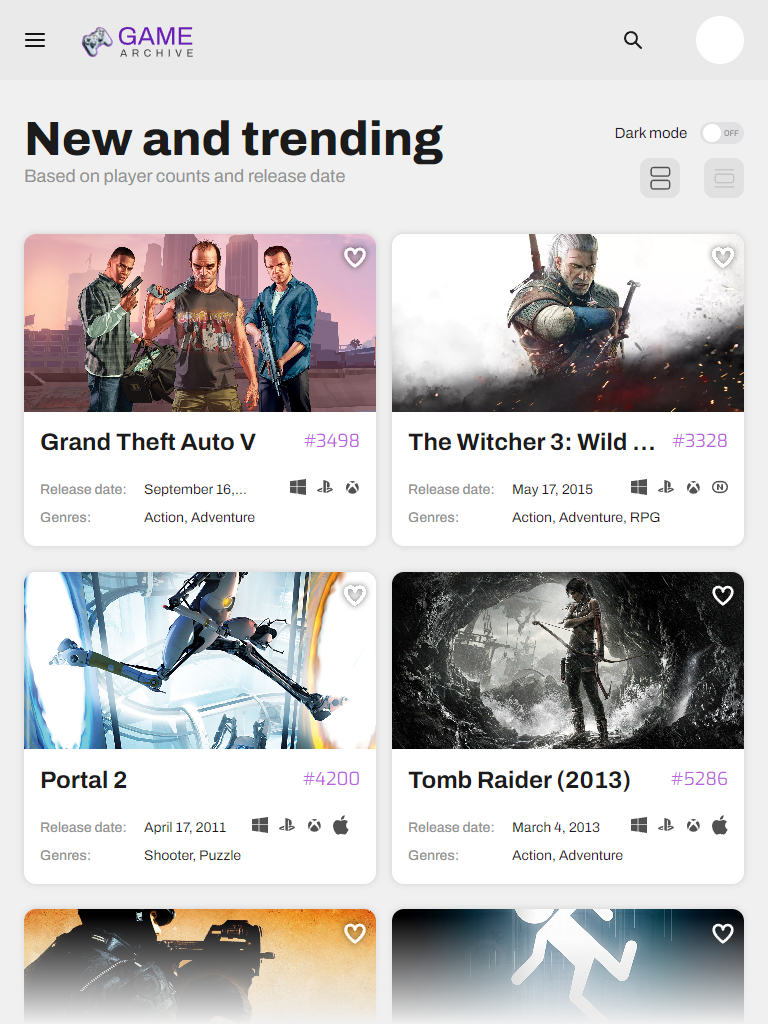 GAME
ARCHIVE
New and trending
Dark mode
OFF
Based on player counts and release date
Grand Theft Auto V
#3498
Release date:
September 16,...
Genres:
Action, Adventure
The Witcher 3: Wild ...
#3328
Release date:
May 17, 2015
Genres:
Action, Adventure, RPG
Portal 2
#4200
Release date:
April 17, 2011
Genres:
Shooter, Puzzle
Tomb Raider (2013)
#5286
Release date:
March 4, 2013
Genres:
Action, Adventure